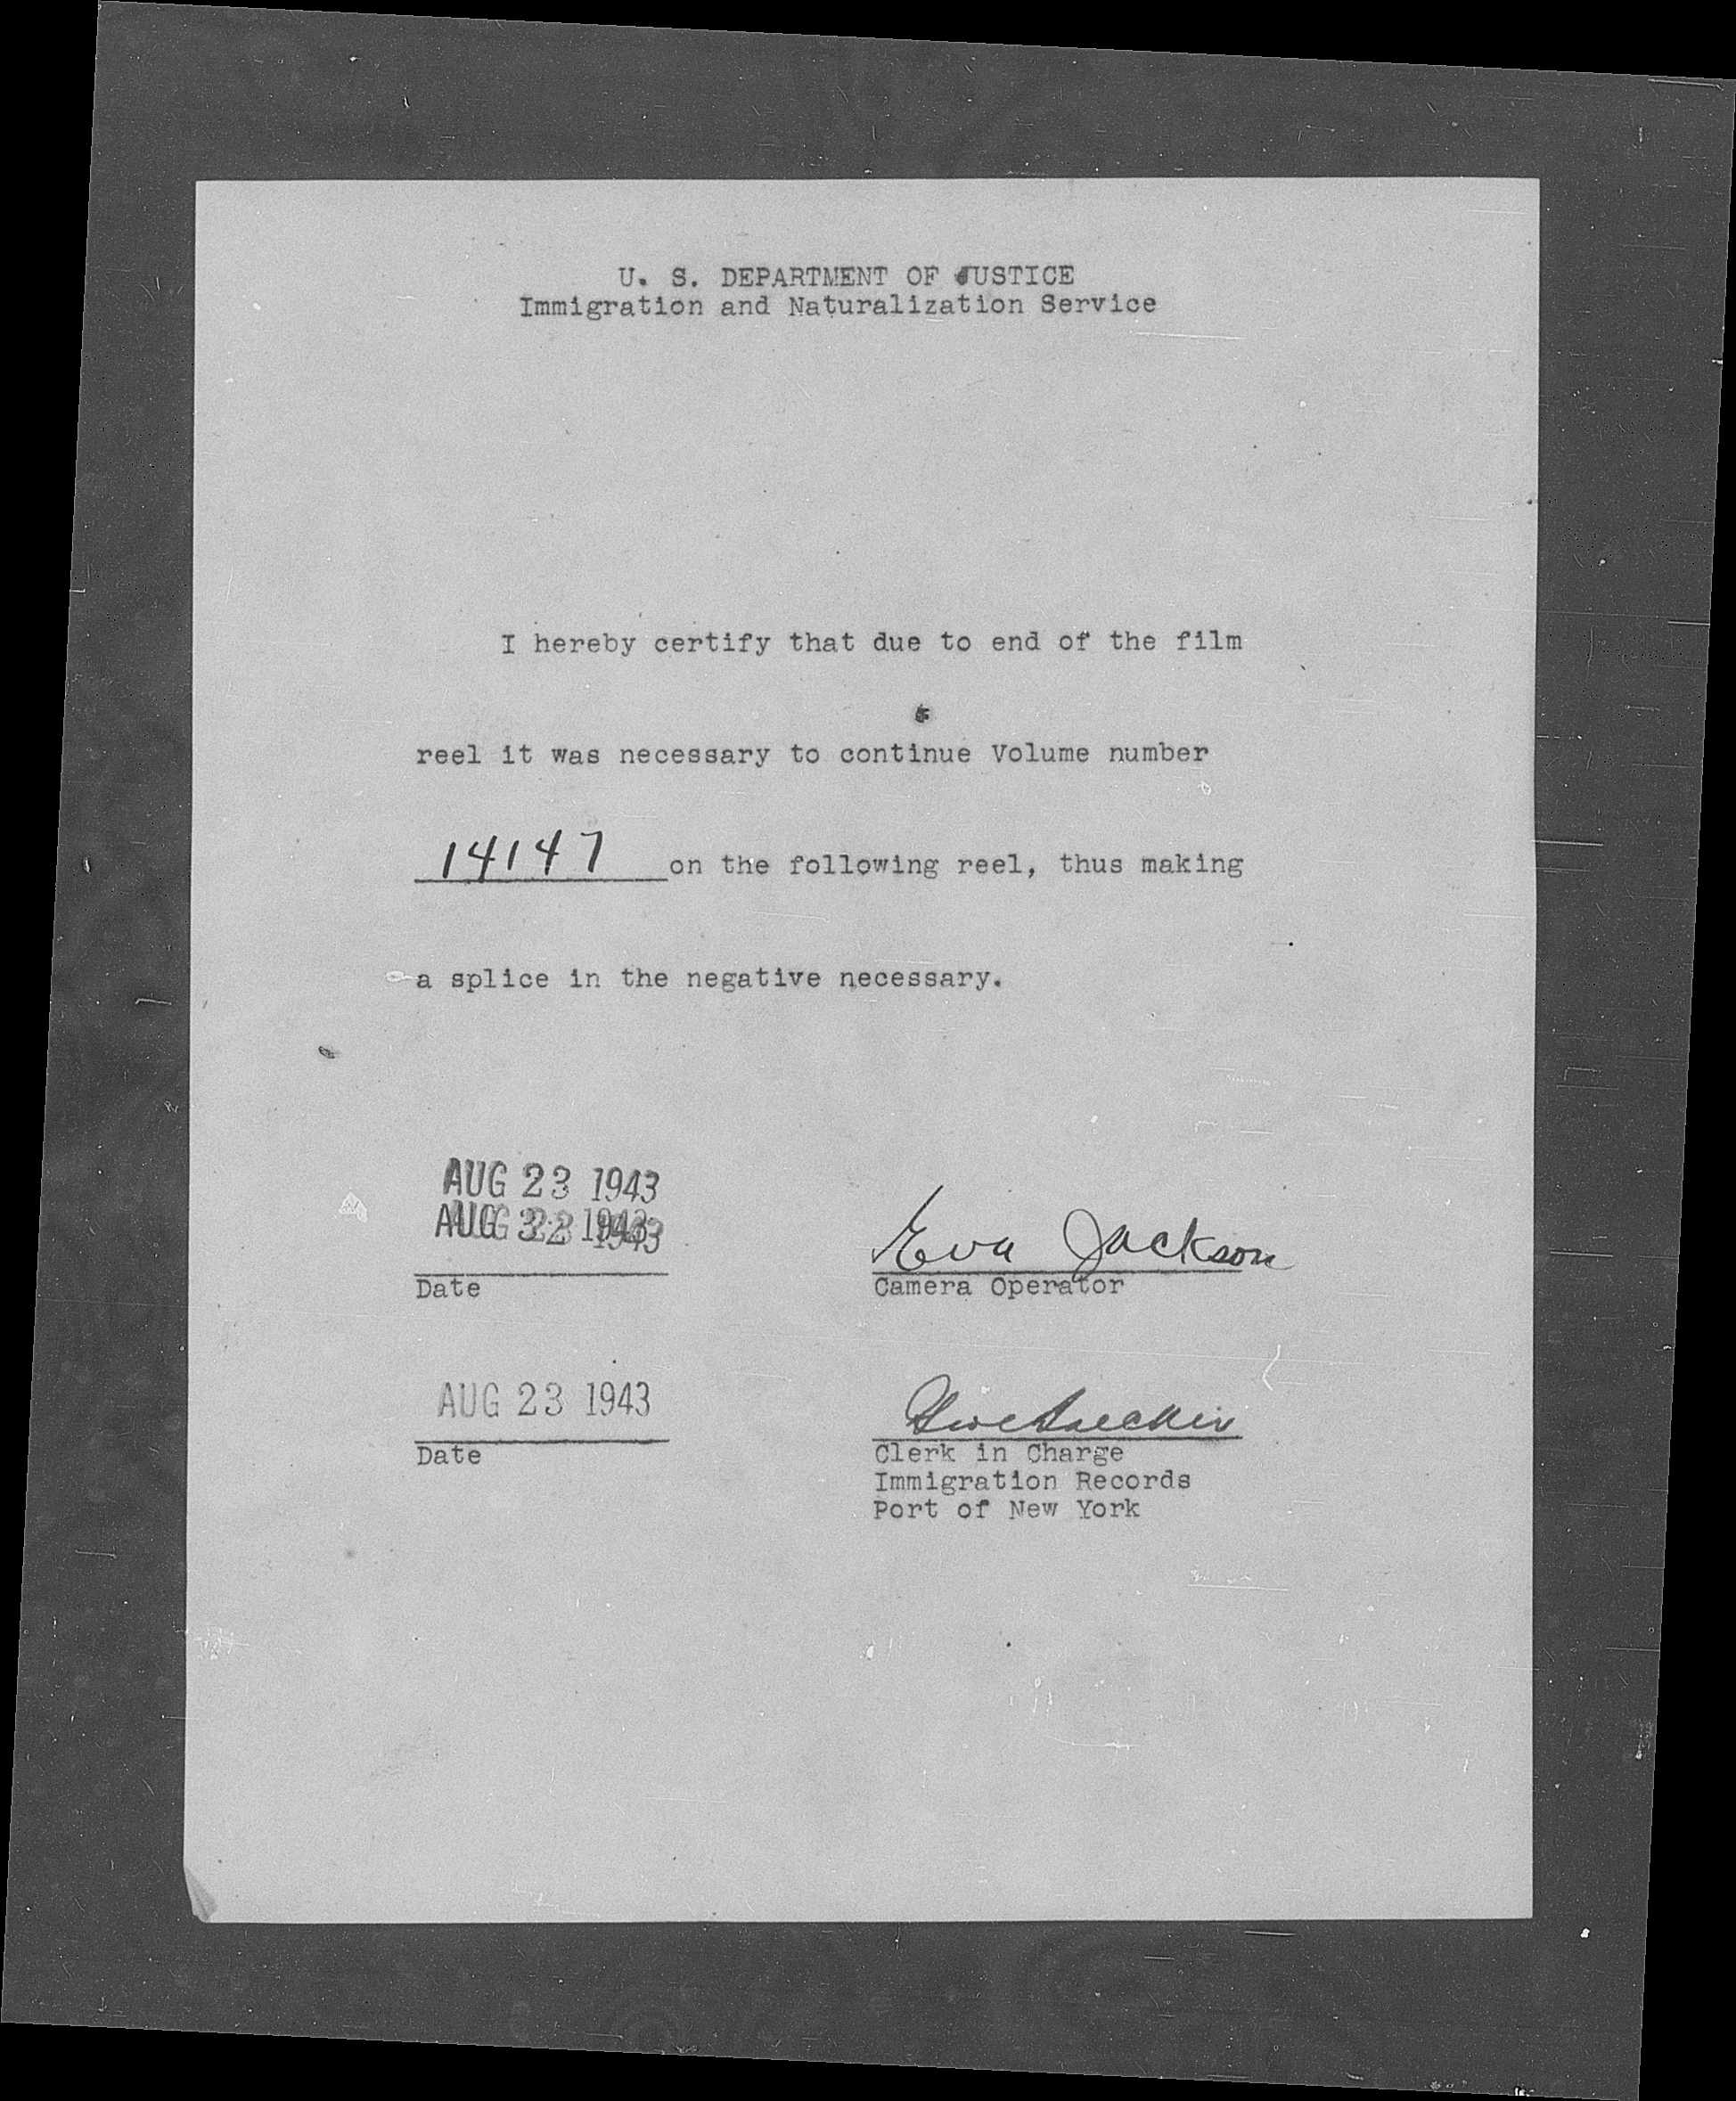 U. S. DEPARTMENT OF JUSTICE
Immigration and Naturalization Service
I hereby certify that due to end of the film
reel it was necessary to continue Volume number
14147 on the following reel, thus making
a splice in the negative necessary.
AUG 23 1943
AUG 1943
Eva Jackson
Date
Camera Operator
AUG 23 1943
Date
Clerk in Charge
Immigration Records
Port of New York